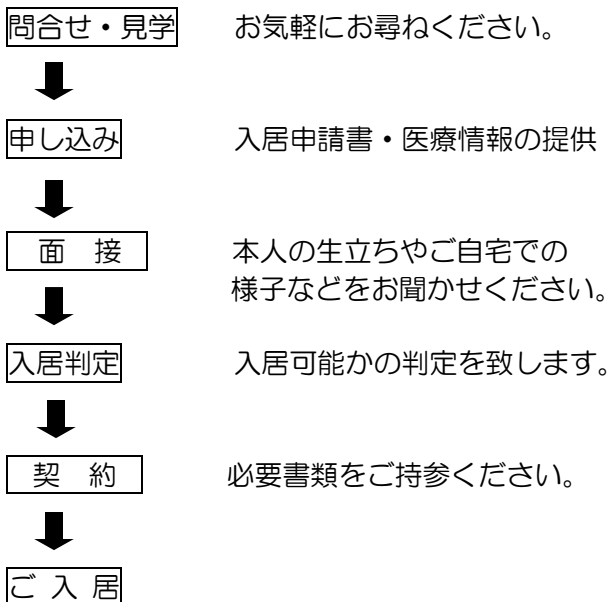 問合せ・見学 お気軽にお尋ねください。
申し込み 入居申請書・医療情報の提供
面 接 本人の生立ちやご自宅での
様子などをお聞かせください。
入居判定 入居可能かの判定を致します。
契 約 必要書類をご持参ください。
ご 入 居